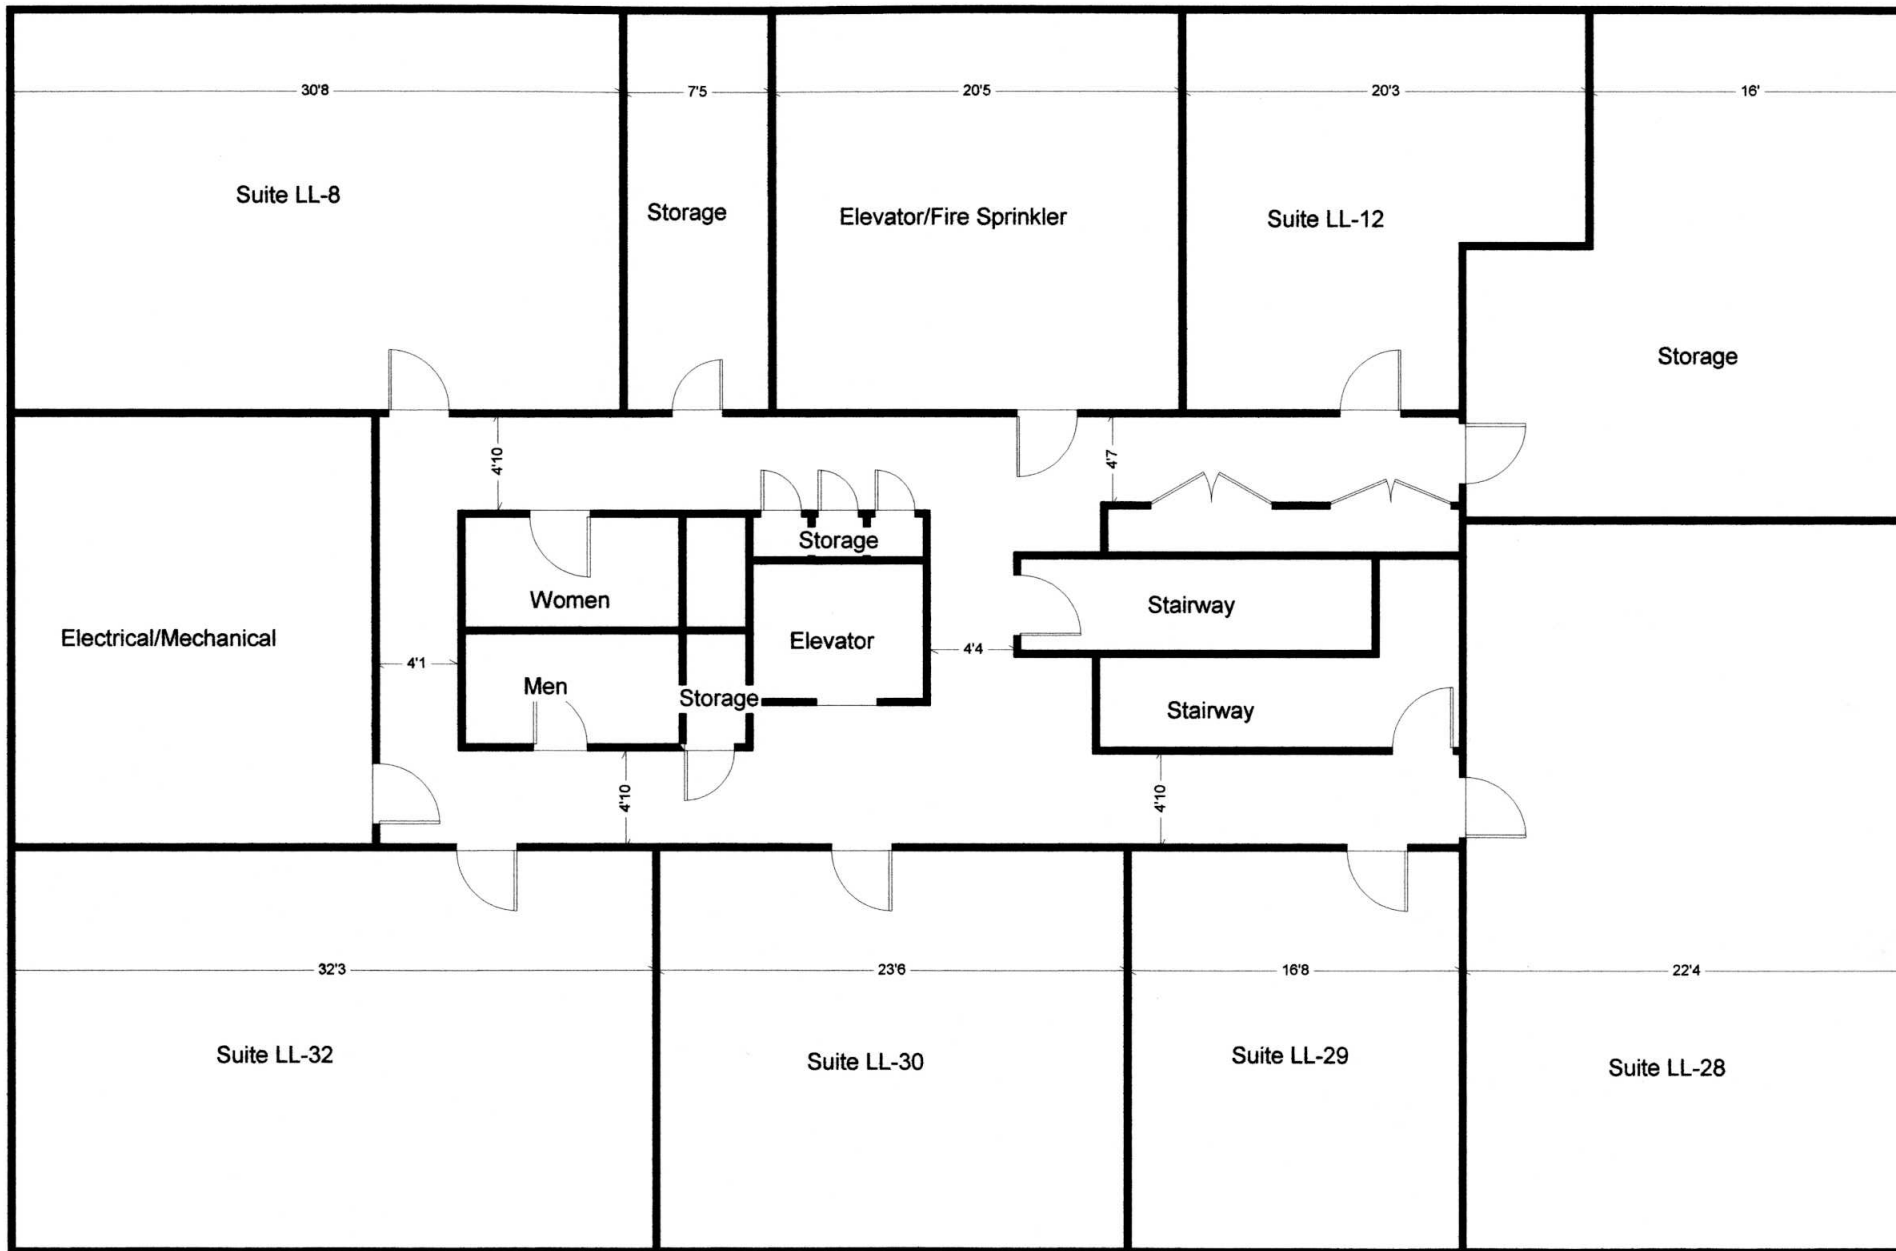 30'8
7'5
20'5
20'3
16'
Suite LL-8
Storage
Elevator/Fire Sprinkler
Suite LL-12
Storage
4'10
4'7
Storage
Women
Stairway
Electrical/Mechanical
Elevator
4'1
4'4
Men
Storage
Stairway
4'10
4'10
32'3
23'6
16'8
22'4
Suite LL-32
Suite LL-30
Suite LL-29
Suite LL-28